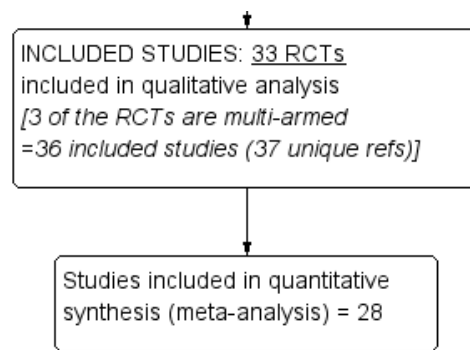 INCLUDED STUDIES: 33 RCTs
included in qualitative analysis
[3 of the RCTs are multi-armed
=36 included studies (37 unique refs)]
Studies included in quantitative
synthesis (meta-analysis) = 28